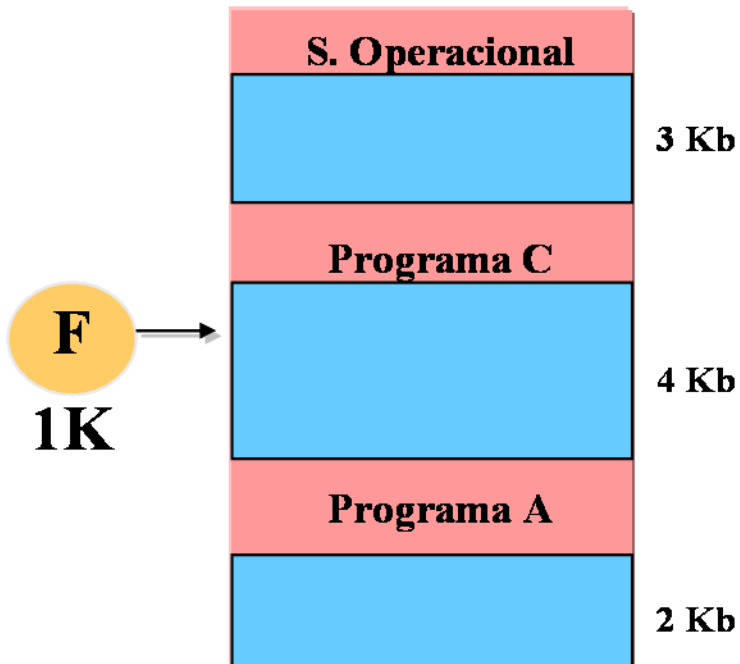 S. Operacional
3 Kb
Programa C
F
1K
4 Kb
Programa A
2 Kb